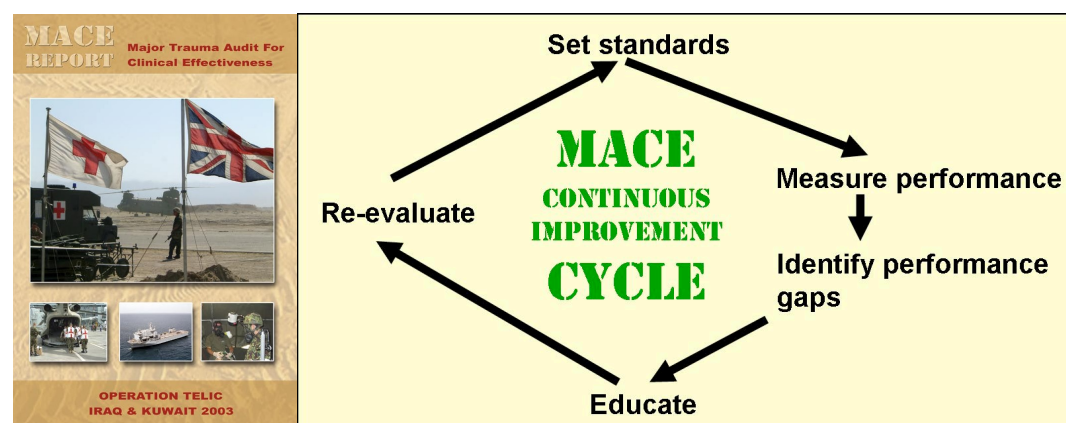 MACE
REPORT
Major Trauma Audit For
Clinical Effectiveness
OPERATION TELIC
IRAQ & KUWAIT 2003
Set standards
Measure performance
Identify performance
gaps
Educate
Re-evaluate
MACE
CONTINUOUS
IMPROVEMENT
CYCLE